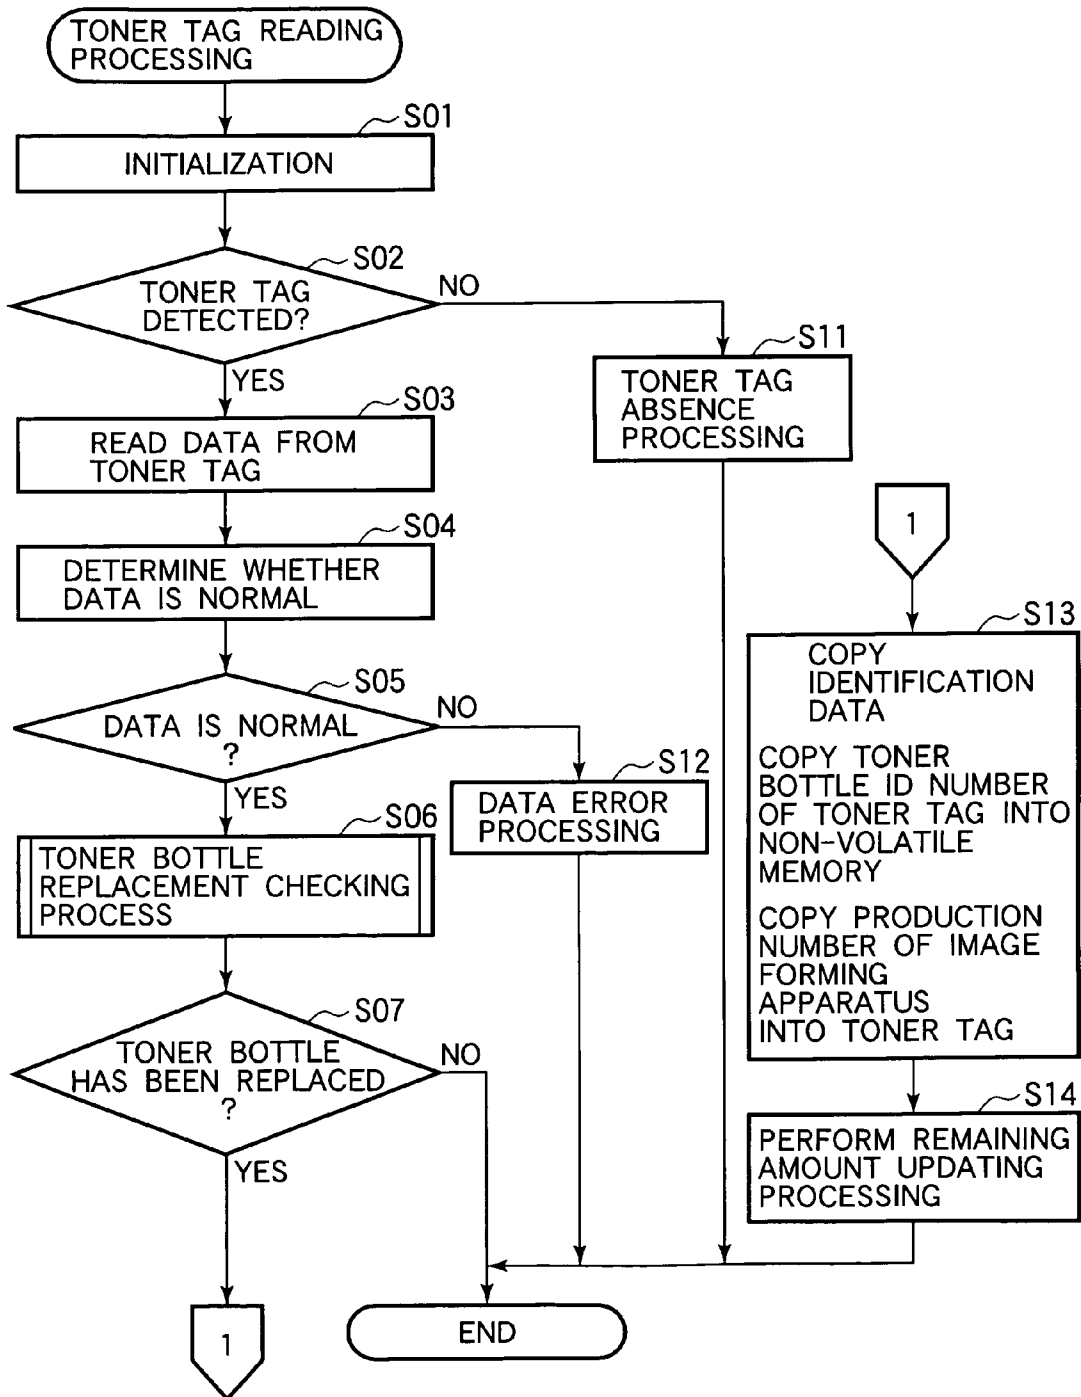 TONER TAG READING
PROCESSING
S01
INITIALIZATION
S02
TONER TAG
DETECTED?
NO
YES
S11
TONER TAG
ABSENCE
PROCESSING
S03
READ DATA FROM
TONER TAG
S04
DETERMINE WHETHER
DATA IS NORMAL
S05
DATA IS NORMAL
?
NO
YES
S12
DATA ERROR
PROCESSING
S06
TONER BOTTLE
REPLACEMENT CHECKING
PROCESS
S07
TONER BOTTLE
HAS BEEN REPLACED
?
NO
YES
1
1
S13
COPY
IDENTIFICATION
DATA
COPY TONER
BOTTLE ID NUMBER
OF TONER TAG INTO
NON-VOLATILE
MEMORY
COPY PRODUCTION
NUMBER OF IMAGE
FORMING
APPARATUS
INTO TONER TAG
S14
PERFORM REMAINING
AMOUNT UPDATING
PROCESSING
END